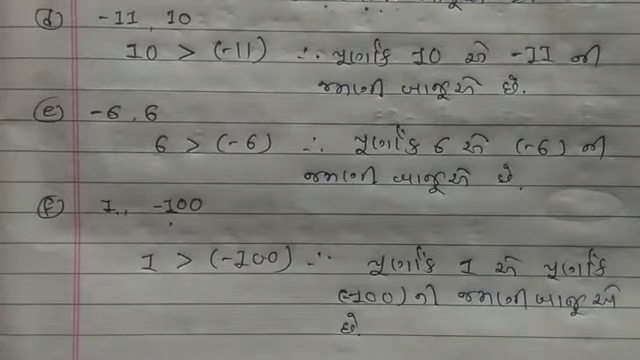 (d) -11, 10
10 > (-11) ∴ પૂર્ણાંક 10 એ -11 ની
જમણી બાજૂએ છે.
(e) -6, 6
6 > (-6) ∴ પૂર્ણાંક 6 એ (-6) ની
જમણી બાજૂએ છે.
(f) 1, -100
1 > (-100) ∴ પૂર્ણાંક 1 એ પૂર્ણાંક
(-100) ની જમણી બાજૂએ
છે.